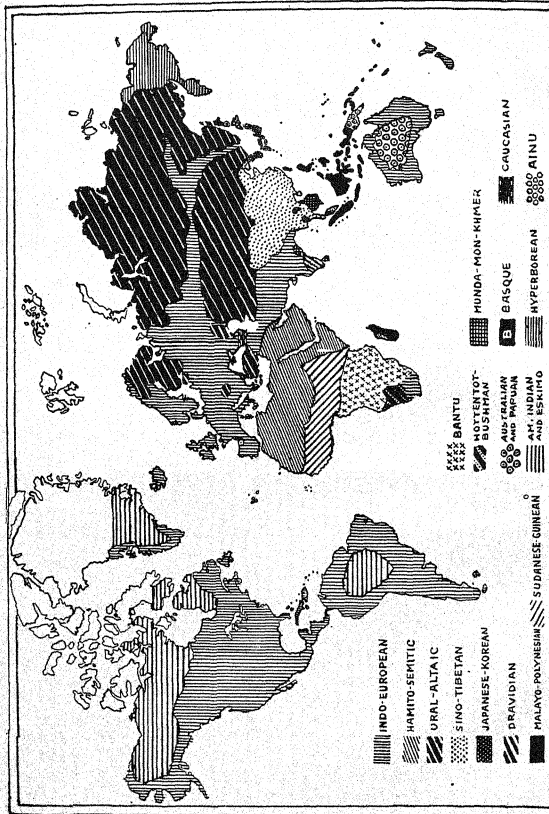 INDO-EUROPEAN
HAMITO-SEMITIC
URAL-ALTAIC
SINO-TIBETAN
JAPANESE-KOREAN
DRAVIDIAN
MALAYO-POLYNESIAN
SUDANESE-GUINEAN
BANTU
HOTTENTOT-
BUSHMAN
AUSTRALIAN
AND PAPUAN
AM. INDIAN
AND ESKIMO
MUNDA-MON-KHMER
B BASQUE
HYPERBOREAN
CAUCASIAN
AINU